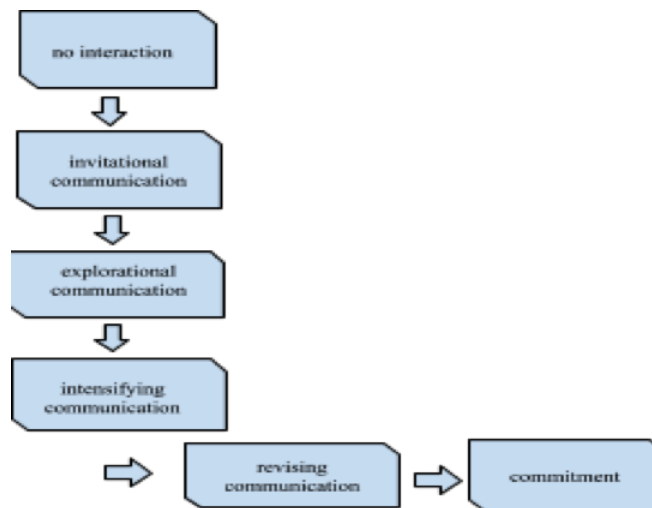 no interaction
invitational
communication
explorational
communication
intensifying
communication
revising
communication
commitment